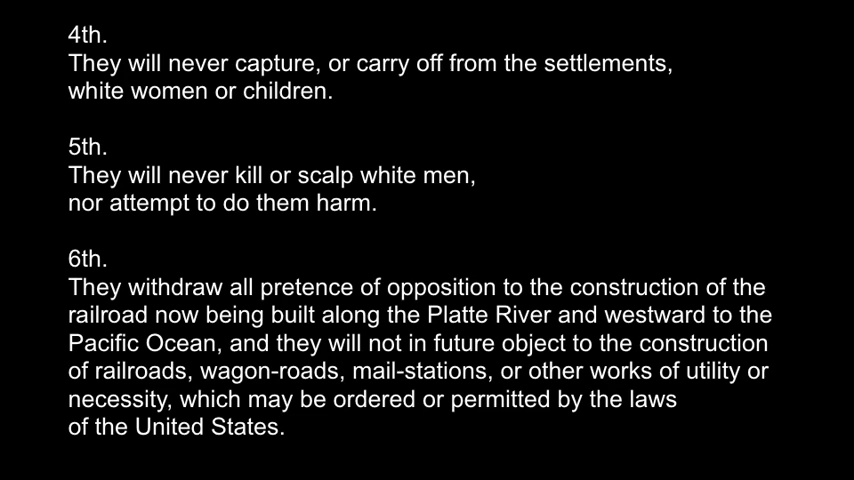 4th.
They will never capture, or carry off from the settlements,
white women or children.
5th.
They will never kill or scalp white men,
nor attempt to do them harm.
6th.
They withdraw all pretence of opposition to the construction of the
railroad now being built along the Platte River and westward to the
Pacific Ocean, and they will not in future object to the construction
of railroads, wagon-roads, mail-stations, or other works of utility or
necessity, which may be ordered or permitted by the laws
of the United States.